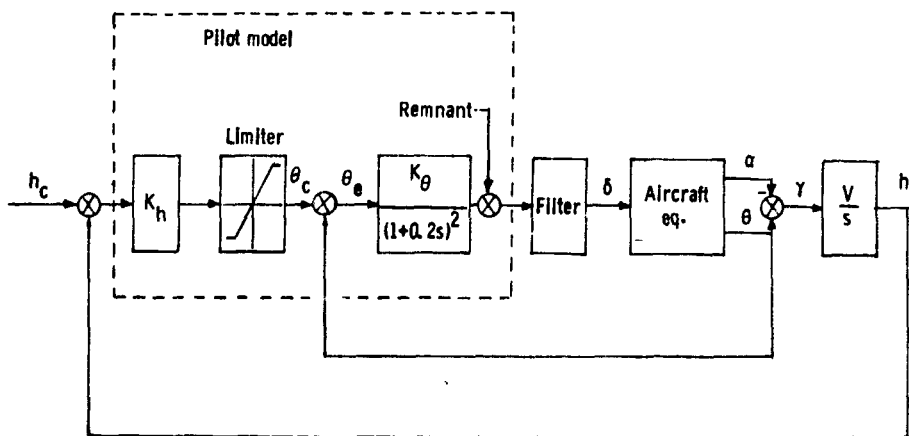 Pilot model
Remnant
Limiter
h_c
K_h
θ_c
θ_e
K_θ
(1+0.2s)^2
Filter
δ
Aircraft
eq.
α
-
θ
γ
V
s
h